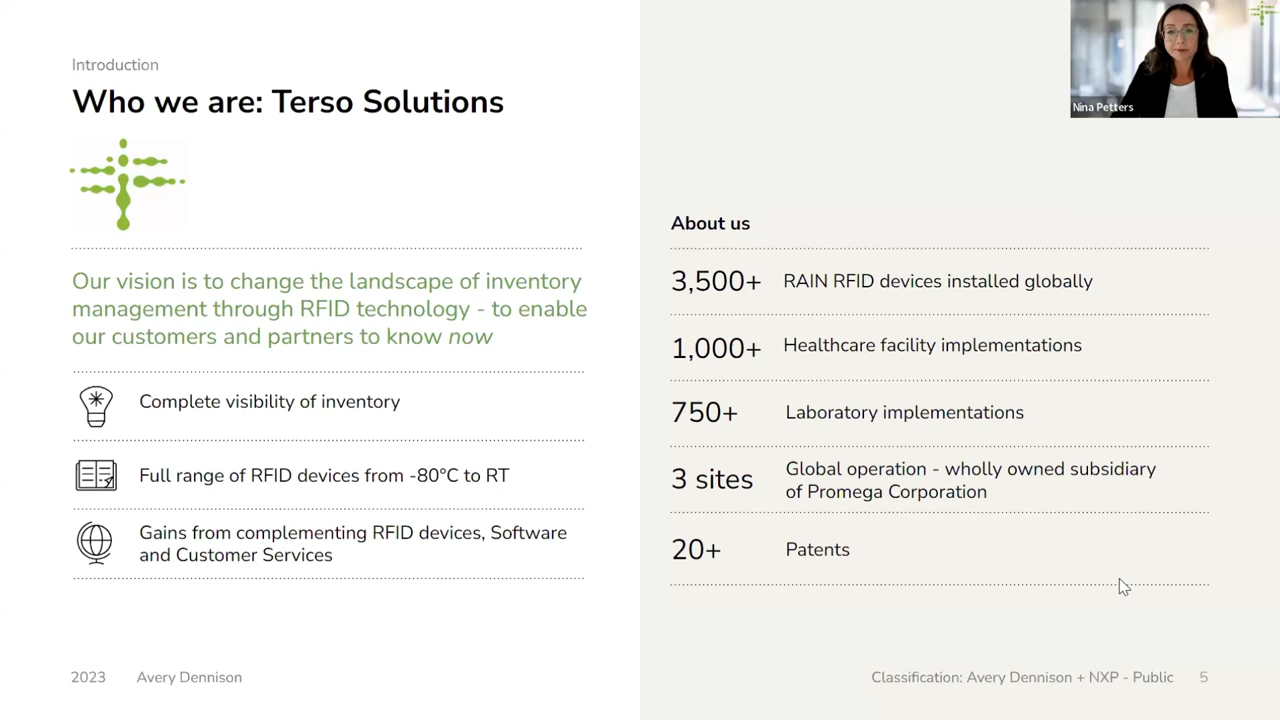 Introduction
Who we are: Terso Solutions
Our vision is to change the landscape of inventory
management through RFID technology - to enable
our customers and partners to know now
Complete visibility of inventory
Full range of RFID devices from -80°C to RT
Gains from complementing RFID devices, Software
and Customer Services
2023 Avery Dennison
Nina Petters
About us
3,500+ RAIN RFID devices installed globally
1,000+ Healthcare facility implementations
750+ Laboratory implementations
3 sites Global operation - wholly owned subsidiary
of Promega Corporation
20+ Patents
Classification: Avery Dennison + NXP - Public 5